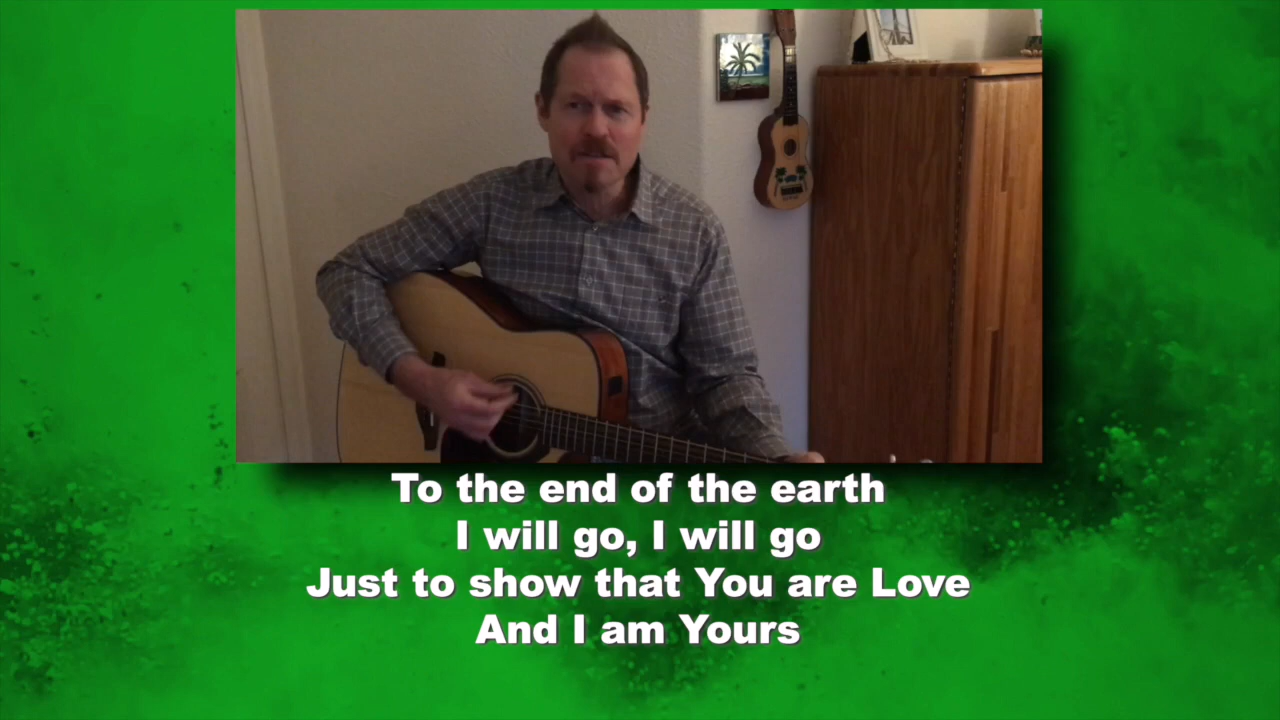 To the end of the earth
I will go, I will go
Just to show that You are Love
And I am Yours